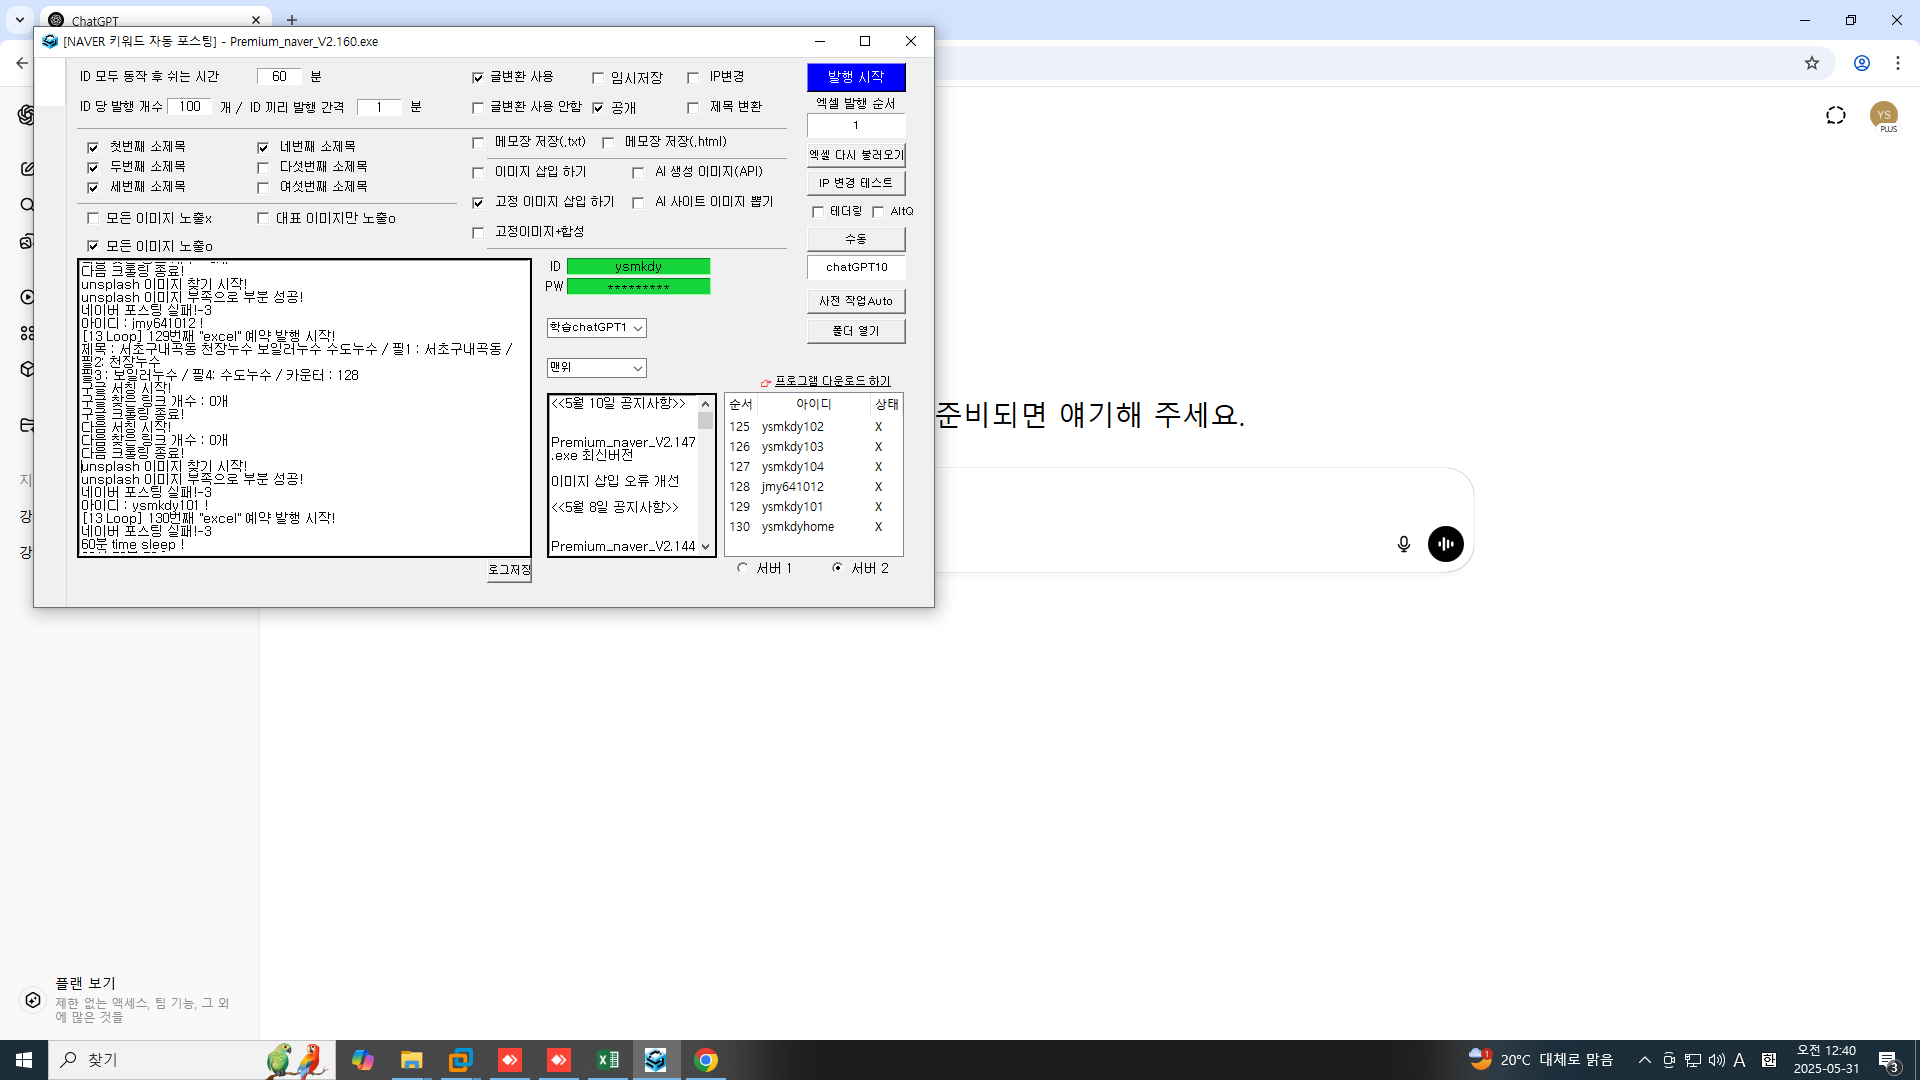 ChatGPT
[NAVER 키워드 자동 포스팅] - Premium_naver_V2.160.exe
ID 모두 동작 후 쉬는 시간 60 분
ID 당 발행 개수 100 개 / ID 끼리 발행 간격 1 분
글변환 사용 임시저장 IP변경
글변환 사용 안함 공개 제목 변환
메모장 저장(.txt) 메모장 저장(.html)
첫번째 소제목 네번째 소제목
두번째 소제목 다섯번째 소제목
세번째 소제목 여섯번째 소제목
모든 이미지 노출x 대표 이미지만 노출o
모든 이미지 노출o
이미지 삽입 하기 AI 생성 이미지(API)
고정 이미지 삽입 하기 AI 사이트 이미지 뽑기
고정이미지+합성
발행 시작
엑셀 발행 순서
1
엑셀 다시 불러오기
IP 변경 테스트
테더링 AltQ
수동
chatGPT10
사전 작업Auto
폴더 열기
다음 크롤링 종료!
unsplash 이미지 찾기 시작!
unsplash 이미지 부족으로 부분 성공!
네이버 포스팅 실패!-3
아이디 : jmy641012 !
[13 Loop] 129번째 "excel" 예약 발행 시작!
제목 : 서초구내곡동 천장누수 보일러누수 수도누수 / 필1 : 서초구내곡동 /
필2: 천장누수
필3 : 보일러누수 / 필4: 수도누수 / 카운터 : 128
구글 서칭 시작!
구글 찾은 링크 개수 : 0개
구글 크롤링 종료!
다음 서칭 시작!
다음 찾은 링크 개수 : 0개
다음 크롤링 종료!
unsplash 이미지 찾기 시작!
unsplash 이미지 부족으로 부분 성공!
네이버 포스팅 실패!-3
아이디 : ysmkdy101 !
[13 Loop] 130번째 "excel" 예약 발행 시작!
네이버 포스팅 실패!-3
60분 time sleep !
로그저장
ID ysmkdy
PW *********
학습chatGPT1
맨위
<<5월 10일 공지사항>>
Premium_naver_V2.147
.exe 최신버전
이미지 삽입 오류 개선
<<5월 8일 공지사항>>
Premium_naver_V2.144
프로그램 다운로드 하기
순서 아이디 상태
125 ysmkdy102 X
126 ysmkdy103 X
127 ysmkdy104 X
128 jmy641012 X
129 ysmkdy101 X
130 ysmkdyhome X
서버 1 서버 2
YS
PLUS
준비되면 얘기해 주세요.
지
강
강
플랜 보기
제한 없는 액세스, 팀 기능, 그 외
에 많은 것들
찾기
1
20°C 대체로 맑음
A 한
오전 12:40
2025-05-31
3